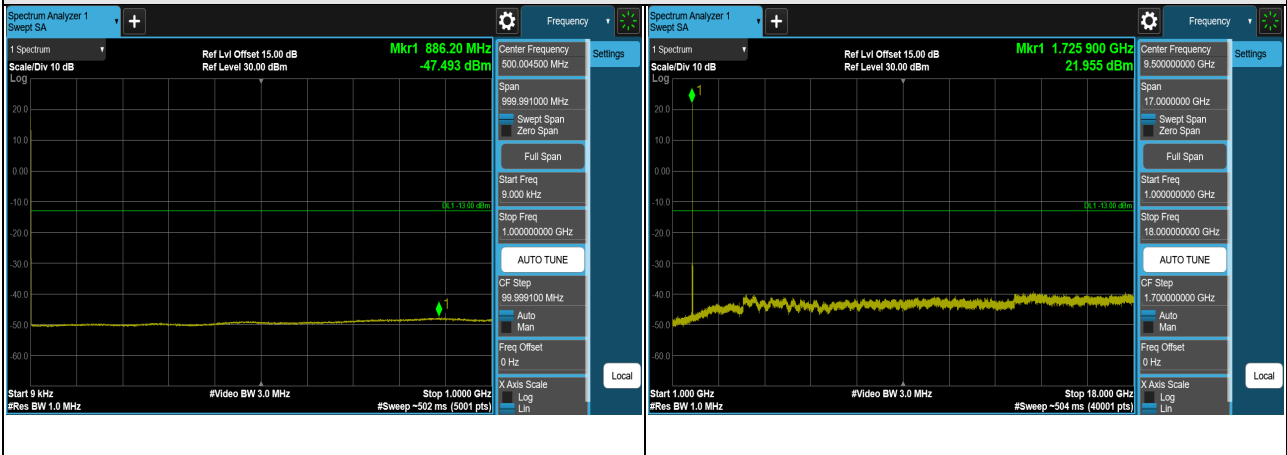 Spectrum Analyzer 1
Swept SA
+
Frequency
1 Spectrum
Scale/Div 10 dB
Log
Ref Lvl Offset 15.00 dB
Ref Level 30.00 dBm
Mkr1 886.20 MHz
-47.493 dBm
1
20.0
10.0
0.00
-10.0
-20.0
-30.0
-40.0
-50.0
-60.0
DL1 -13.00 dBm
1
Start 9 kHz
#Res BW 1.0 MHz
#Video BW 3.0 MHz
Stop 1.0000 GHz
#Sweep ~502 ms (5001 pts)
Center Frequency
500.004500 MHz
Span
999.991000 MHz
Swept Span
Zero Span
Full Span
Start Freq
9.000 kHz
Stop Freq
1.000000000 GHz
AUTO TUNE
CF Step
99.999100 MHz
Auto
Man
Freq Offset
0 Hz
X Axis Scale
Log
Lin
Settings
Local
Spectrum Analyzer 1
Swept SA
+
Frequency
1 Spectrum
Scale/Div 10 dB
Log
Ref Lvl Offset 15.00 dB
Ref Level 30.00 dBm
Mkr1 1.725 900 GHz
21.955 dBm
1
20.0
10.0
0.00
-10.0
-20.0
-30.0
-40.0
-50.0
-60.0
DL1 -13.00 dBm
Start 1.000 GHz
#Res BW 1.0 MHz
#Video BW 3.0 MHz
Stop 18.000 GHz
#Sweep ~504 ms (40001 pts)
Center Frequency
9.500000000 GHz
Span
17.0000000 GHz
Swept Span
Zero Span
Full Span
Start Freq
1.000000000 GHz
Stop Freq
18.000000000 GHz
AUTO TUNE
CF Step
1.700000000 GHz
Auto
Man
Freq Offset
0 Hz
X Axis Scale
Log
Lin
Settings
Local